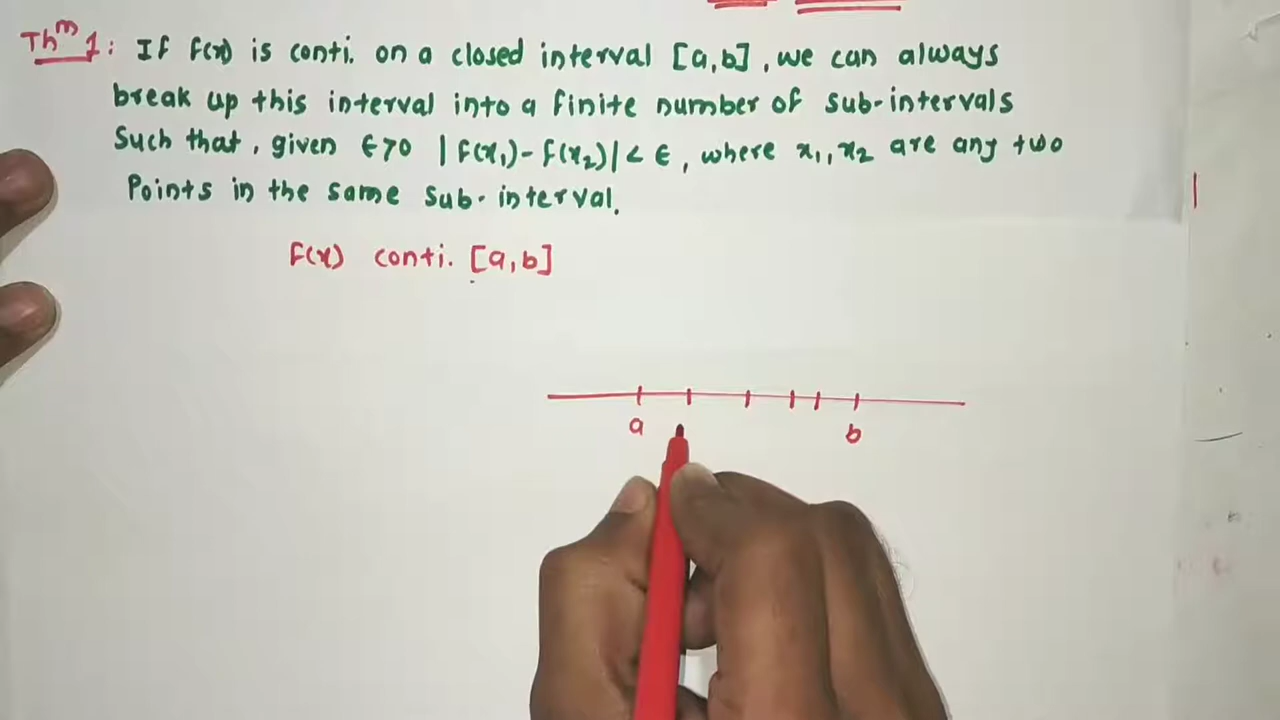 Thm 1: If f(x) is conti. on a closed interval [a,b], we can always
break up this interval into a finite number of sub-intervals
Such that, given ϵ>0 |f(x₁)-f(x₂)|<ϵ, where x₁,x₂ are any two
Points in the same sub-interval.
f(x) conti. [a,b]
a b